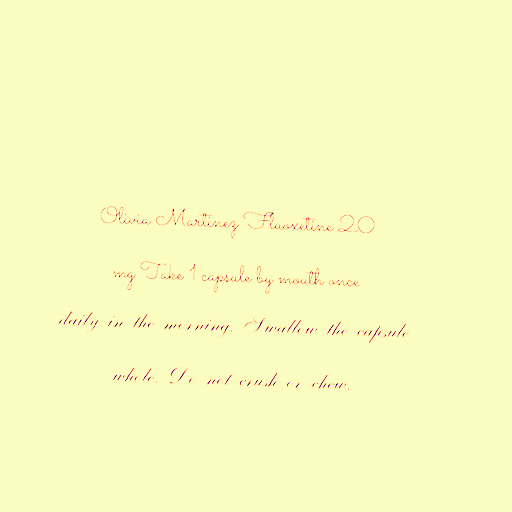 Olivia Martinez Fluoxetine 20
mg Take 1 capsule by mouth once
daily in the morning. Swallow the capsule
whole. Do not crush or chew.